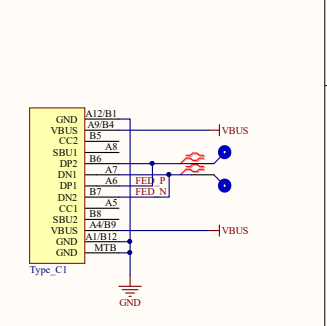 GND A12/B1
VBUS A9/B4 VBUS
CC2 B5
SBU1 A8
DP2 B6
DN1 A7
DP1 A6 FED_P
DN2 B7 FED_N
CC1 A5
SBU2 B8
VBUS A4/B9 VBUS
GND A1/B12
GND MTB
Type_C1
GND